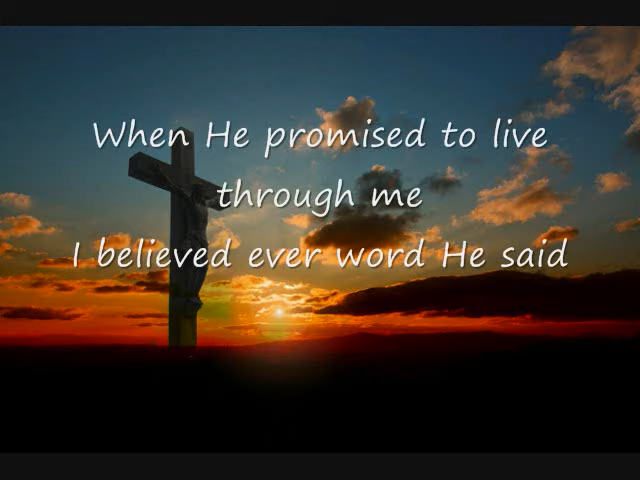 When He promised to live
through me
I believed ever word He said